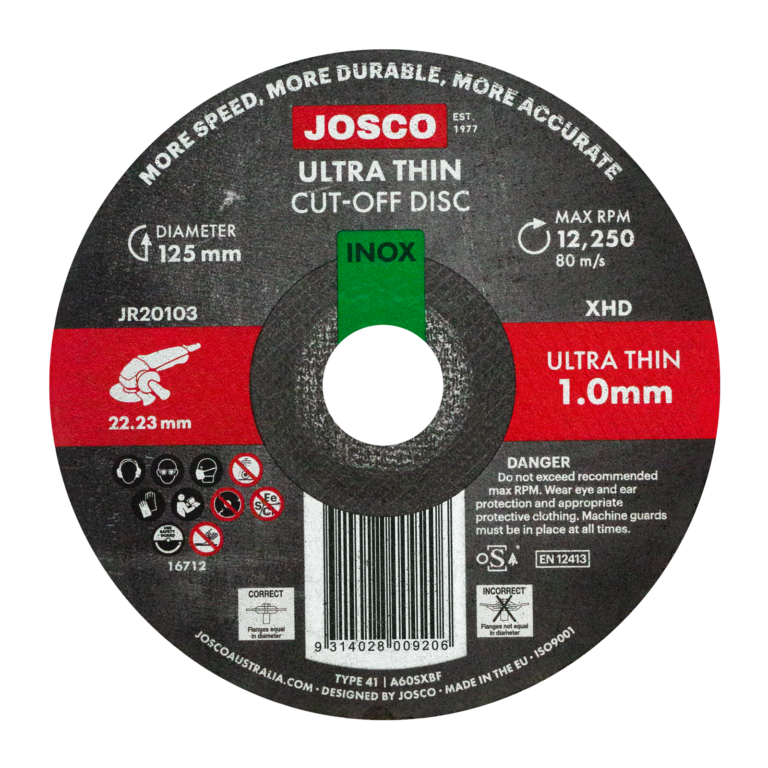 MORE SPEED, MORE DURABLE, MORE ACCURATE
JOSCO
EST.
1977
ULTRA THIN
CUT-OFF DISC
DIAMETER
125 mm
MAX RPM
12,250
80 m/s
INOX
JR20103
XHD
22.23 mm
ULTRA THIN
1.0mm
DANGER
Do not exceed recommended
max RPM. Wear eye and ear
protection and appropriate
protective clothing. Machine guards
must be in place at all times.
USE
SAFETY
GUARD
16712
oSA
EN 12413
CORRECT
Flanges equal
in diameter
INCORRECT
Flanges not equal
in diameter
9 314028 009206
TYPE 41 | A60SXBF
JOSCOAUSTRALIA.COM · DESIGNED BY JOSCO · MADE IN THE EU · ISO9001